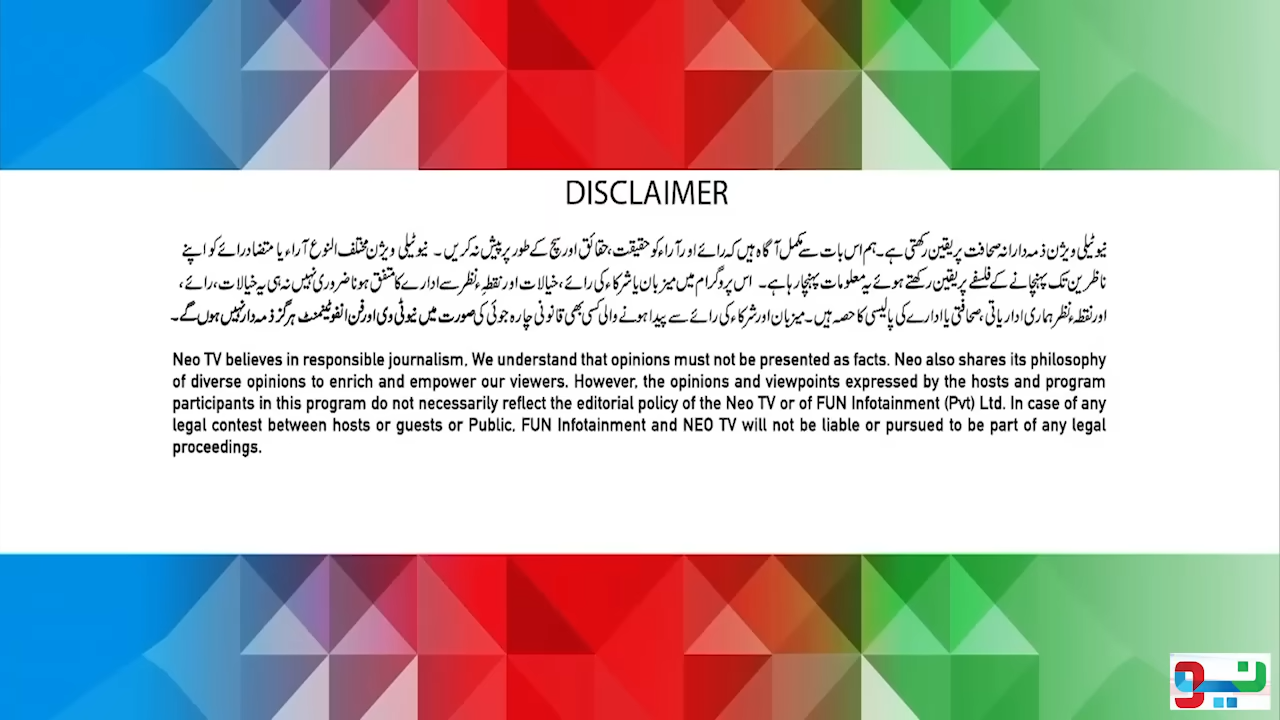 DISCLAIMER
نیوٹیلی ویژن ذمہ دارانہ صحافت پر یقین رکھتی ہے۔ ہم اس بات سے مکمل آگاہ ہیں کہ رائے اور آراء کو حقیقت، حقائق اور سچ کے طور پر پیش نہ کریں ۔ نیوٹیلی ویژن مختلف النوع آراء یا متضاد رائے کو اپنے
ناظرین تک پہنچانے کے فلسفے پر یقین رکھتے ہوئے یہ معلومات پہنچا رہا ہے۔ اس پروگرام میں میزبان یا شرکاء کی رائے، خیالات اور نقطہء نظر سے ادارے کا متفق ہونا ضروری نہیں نہ ہی یہ خیالات، رائے،
اور نقطہء نظر ہماری ادارتی، صحافتی یا ادارے کی پالیسی کا حصہ ہیں۔ میزبان اور شرکاء کی رائے سے پیدا ہونے والی کسی بھی قانونی چارہ جوئی کی صورت میں نیو ٹی وی اور فن انفوٹینمنٹ ہرگز ذمہ دار نہیں ہوں گے۔
Neo TV believes in responsible journalism, We understand that opinions must not be presented as facts. Neo also shares its philosophy
of diverse opinions to enrich and empower our viewers. However, the opinions and viewpoints expressed by the hosts and program
participants in this program do not necessarily reflect the editorial policy of the Neo TV or of FUN Infotainment (Pvt) Ltd. In case of any
legal contest between hosts or guests or Public, FUN Infotainment and NEO TV will not be liable or pursued to be part of any legal
proceedings.
نیو